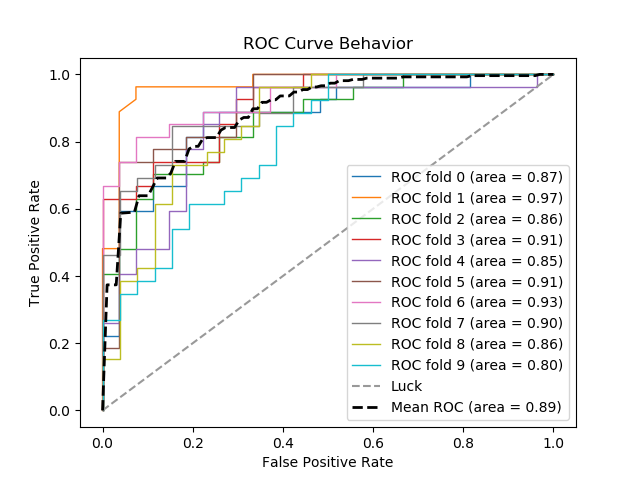 ROC Curve Behavior
True Positive Rate
1.0
0.8
0.6
0.4
0.2
0.0
ROC fold 0 (area = 0.87)
ROC fold 1 (area = 0.97)
ROC fold 2 (area = 0.86)
ROC fold 3 (area = 0.91)
ROC fold 4 (area = 0.85)
ROC fold 5 (area = 0.91)
ROC fold 6 (area = 0.93)
ROC fold 7 (area = 0.90)
ROC fold 8 (area = 0.86)
ROC fold 9 (area = 0.80)
Luck
Mean ROC (area = 0.89)
0.0 0.2 0.4 0.6 0.8 1.0
False Positive Rate